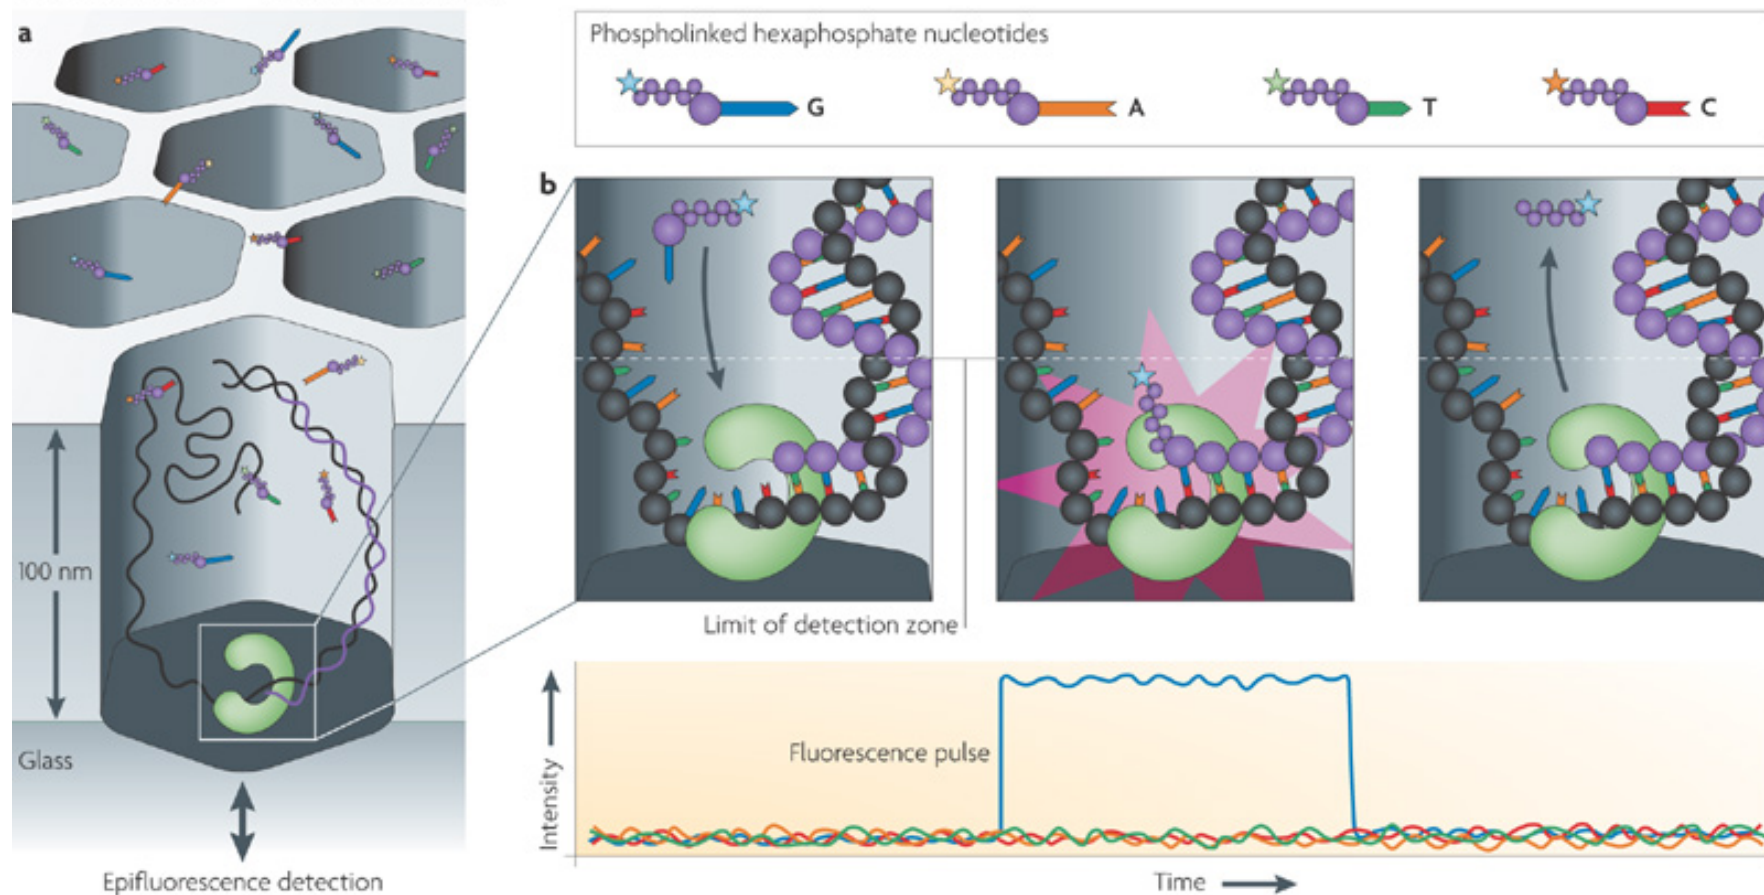 a
Phospholinked hexaphosphate nucleotides
G
A
T
C
b
100 nm
Glass
Epifluorescence detection
Limit of detection zone
Intensity
Fluorescence pulse
Time